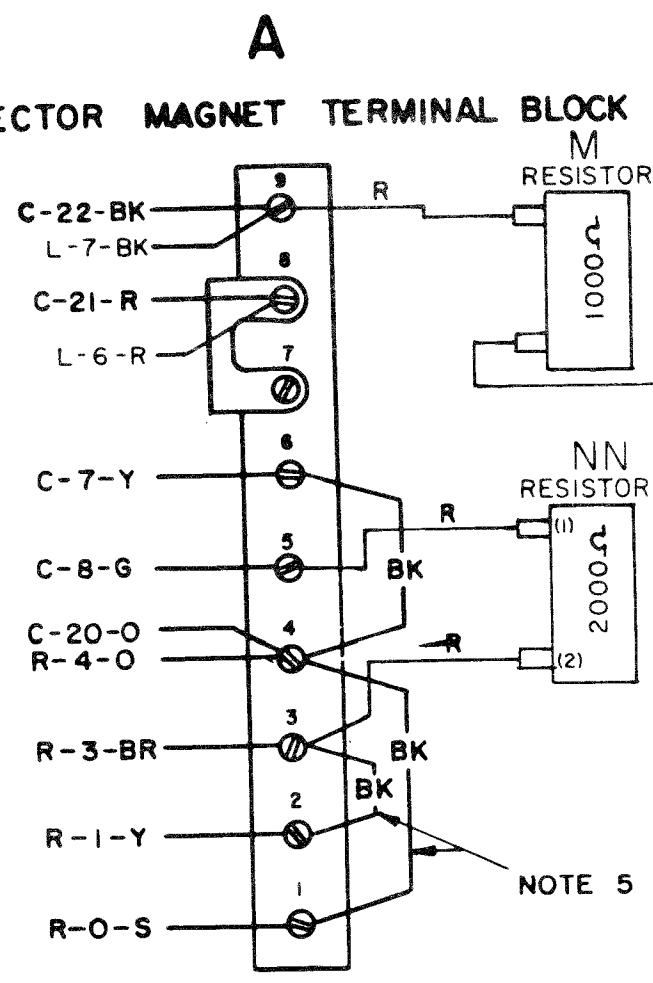 A
ECTOR MAGNET TERMINAL BLOCK
M
RESISTOR
9
C-22-BK
R
L-7-BK
8
1000Ω
C-21-R
L-6-R
7
6
NN
RESISTOR
C-7-Y
R
(1)
5
C-8-G
BK
2000Ω
C-20-O
4
R-4-O
R
(2)
3
R-3-BR
BK
BK
2
R-1-Y
NOTE 5
1
R-O-S